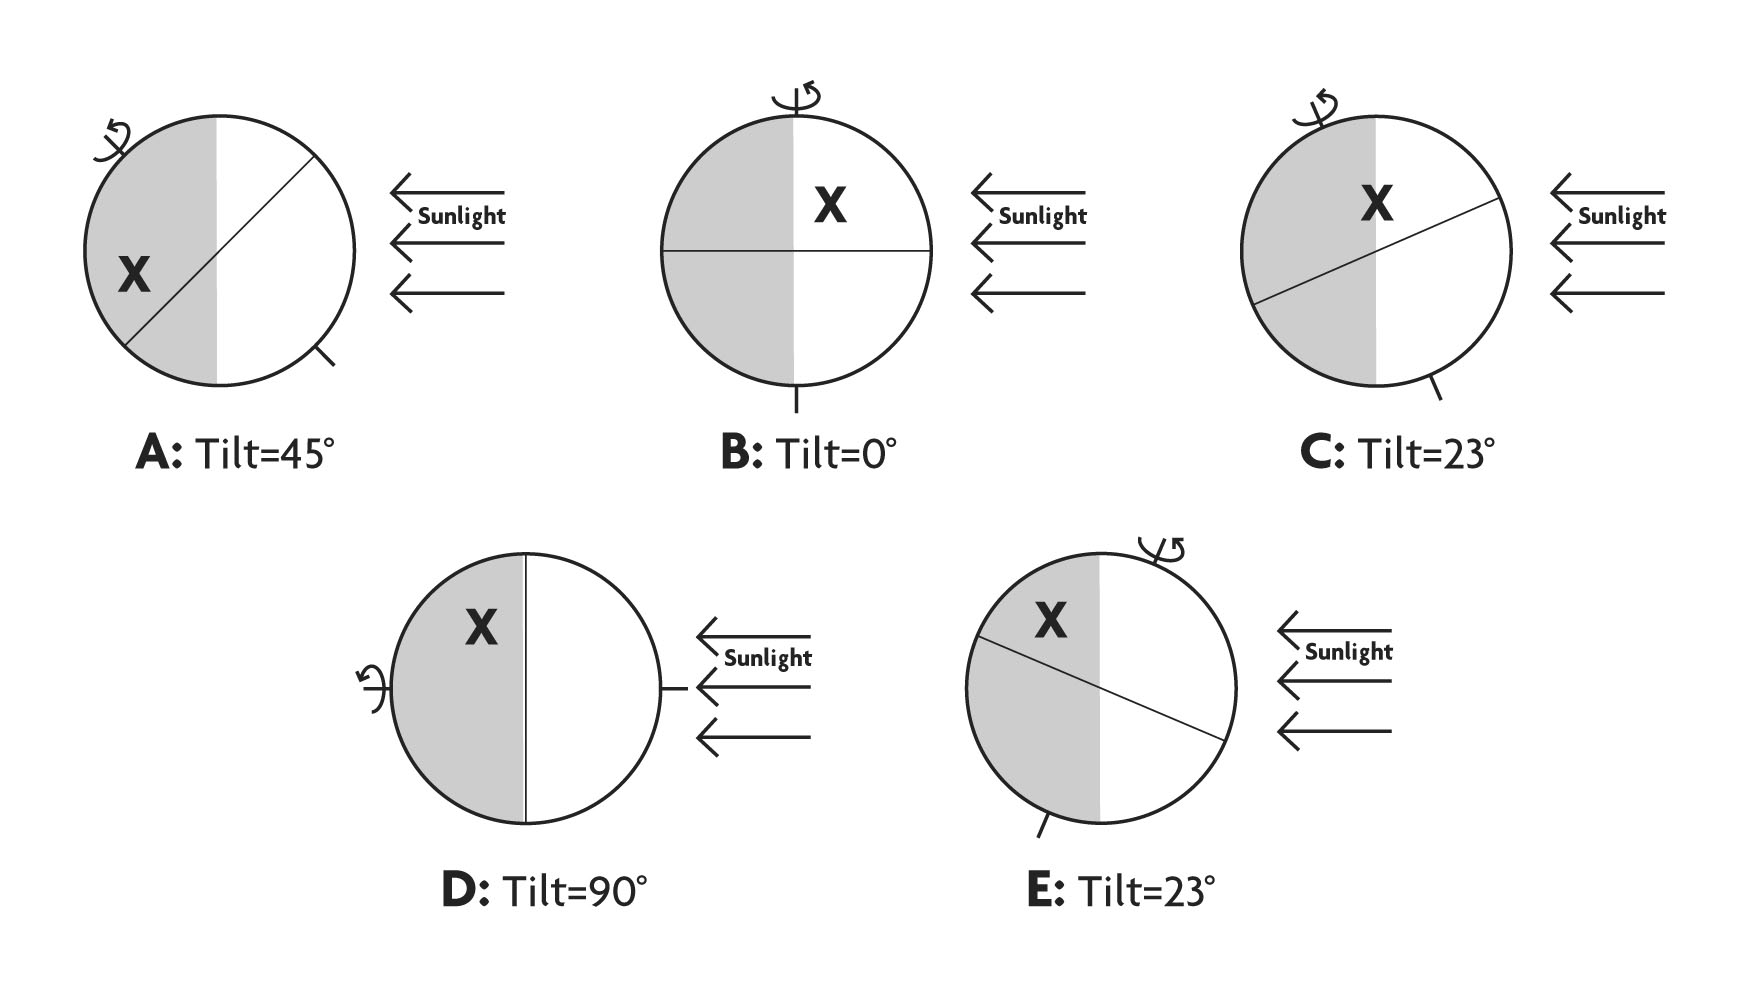 X
Sunlight
A: Tilt=45°
X
Sunlight
B: Tilt=0°
X
Sunlight
C: Tilt=23°
X
Sunlight
D: Tilt=90°
X
Sunlight
E: Tilt=23°